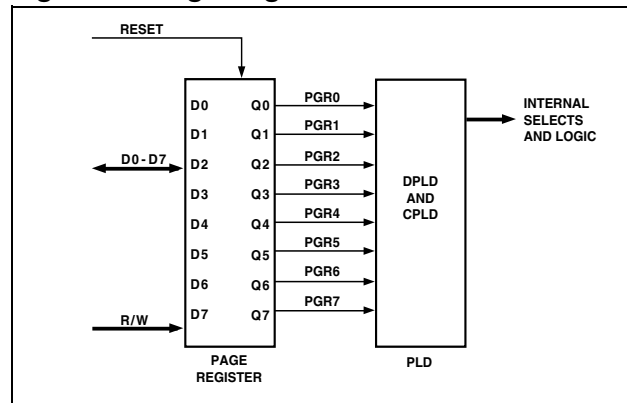 RESET
D0 Q0 PGR0
D1 Q1 PGR1
D0-D7 D2 Q2 PGR2
D3 Q3 PGR3
D4 Q4 PGR4
D5 Q5 PGR5
D6 Q6 PGR6
R/W D7 Q7 PGR7
DPLD
AND
CPLD
INTERNAL
SELECTS
AND LOGIC
PAGE
REGISTER
PLD